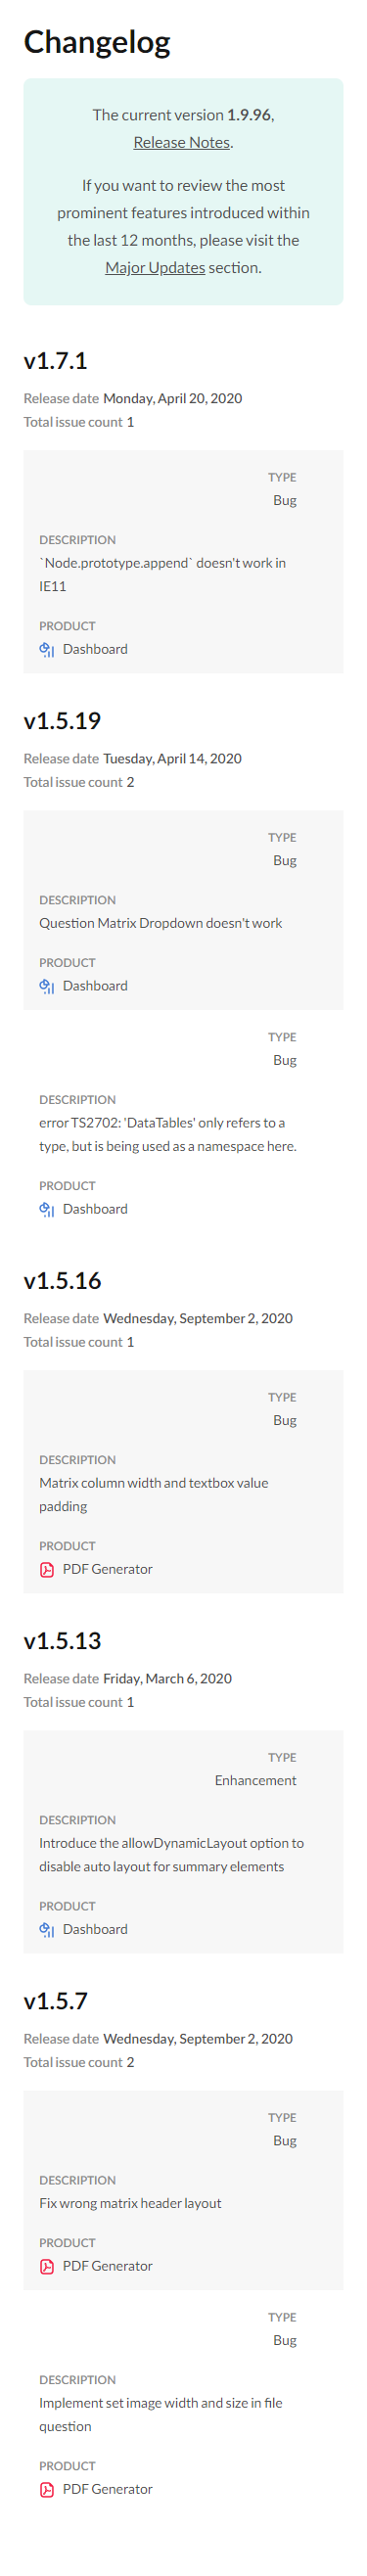 Changelog
The current version 1.9.96,
Release Notes.
If you want to review the most
prominent features introduced within
the last 12 months, please visit the
Major Updates section.
v1.7.1
Release date Monday, April 20, 2020
Total issue count 1
TYPE
Bug
DESCRIPTION
`Node.prototype.append` doesn't work in
IE11
PRODUCT
Dashboard
v1.5.19
Release date Tuesday, April 14, 2020
Total issue count 2
TYPE
Bug
DESCRIPTION
Question Matrix Dropdown doesn't work
PRODUCT
Dashboard
TYPE
Bug
DESCRIPTION
error TS2702: 'DataTables' only refers to a
type, but is being used as a namespace here.
PRODUCT
Dashboard
v1.5.16
Release date Wednesday, September 2, 2020
Total issue count 1
TYPE
Bug
DESCRIPTION
Matrix column width and textbox value
padding
PRODUCT
PDF Generator
v1.5.13
Release date Friday, March 6, 2020
Total issue count 1
TYPE
Enhancement
DESCRIPTION
Introduce the allowDynamicLayout option to
disable auto layout for summary elements
PRODUCT
Dashboard
v1.5.7
Release date Wednesday, September 2, 2020
Total issue count 2
TYPE
Bug
DESCRIPTION
Fix wrong matrix header layout
PRODUCT
PDF Generator
TYPE
Bug
DESCRIPTION
Implement set image width and size in file
question
PRODUCT
PDF Generator